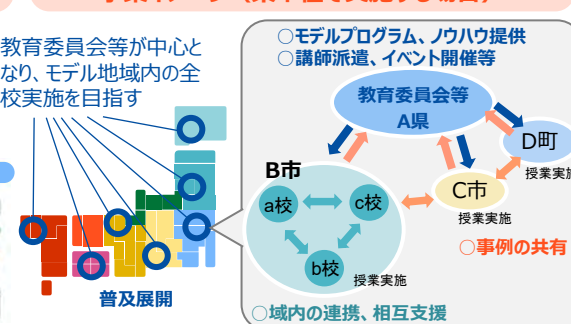 教育委員会等が中心と
なり、モデル地域内の全
校実施を目指す
普及展開
○モデルプログラム、ノウハウ提供
○講師派遣、イベント開催等
教育委員会等
A県
D町
授業実施
B市
C市
授業実施
a校
c校
b校
授業実施
○事例の共有
○域内の連携、相互支援